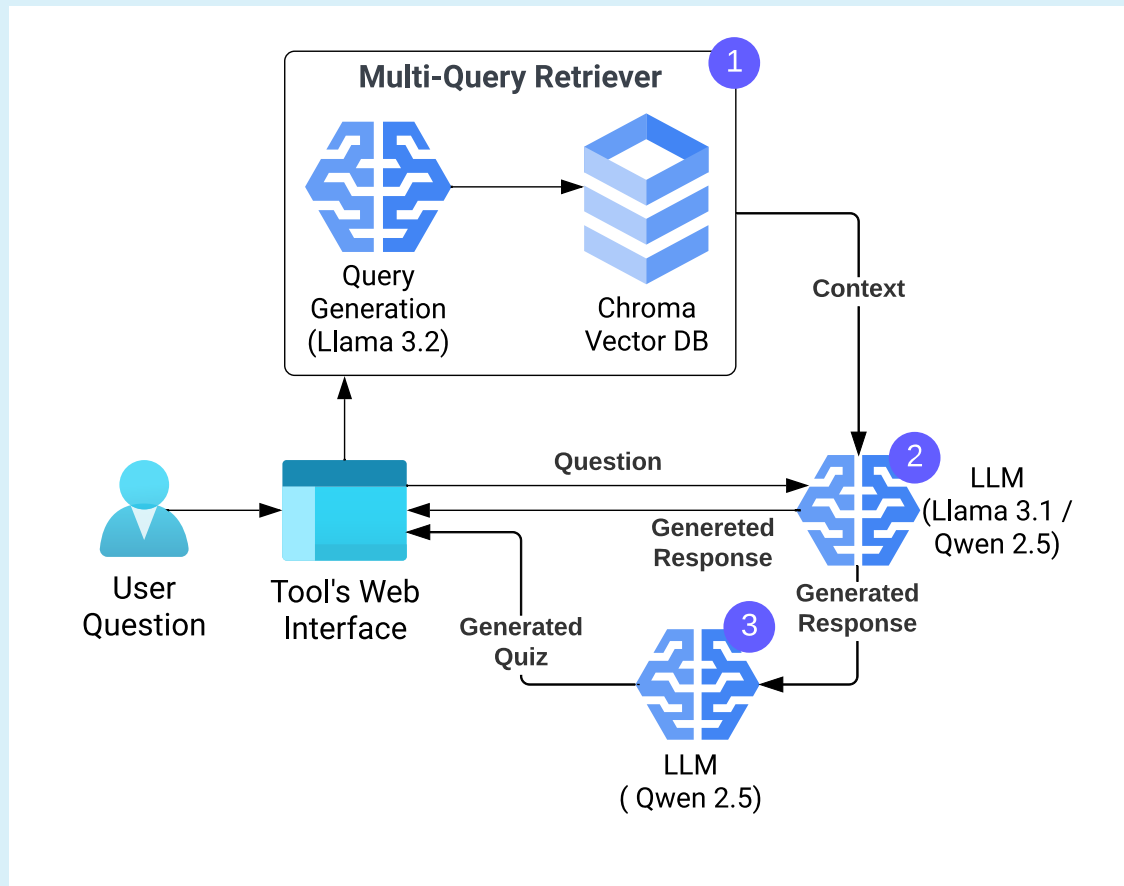 1
Multi-Query Retriever
Query
Generation
(Llama 3.2)
Chroma
Vector DB
Context
Question
2
LLM
(Llama 3.1 /
Qwen 2.5)
Genereted
Response
User
Question
Tool's Web
Interface
Generated
Response
Generated
Quiz
3
LLM
( Qwen 2.5)